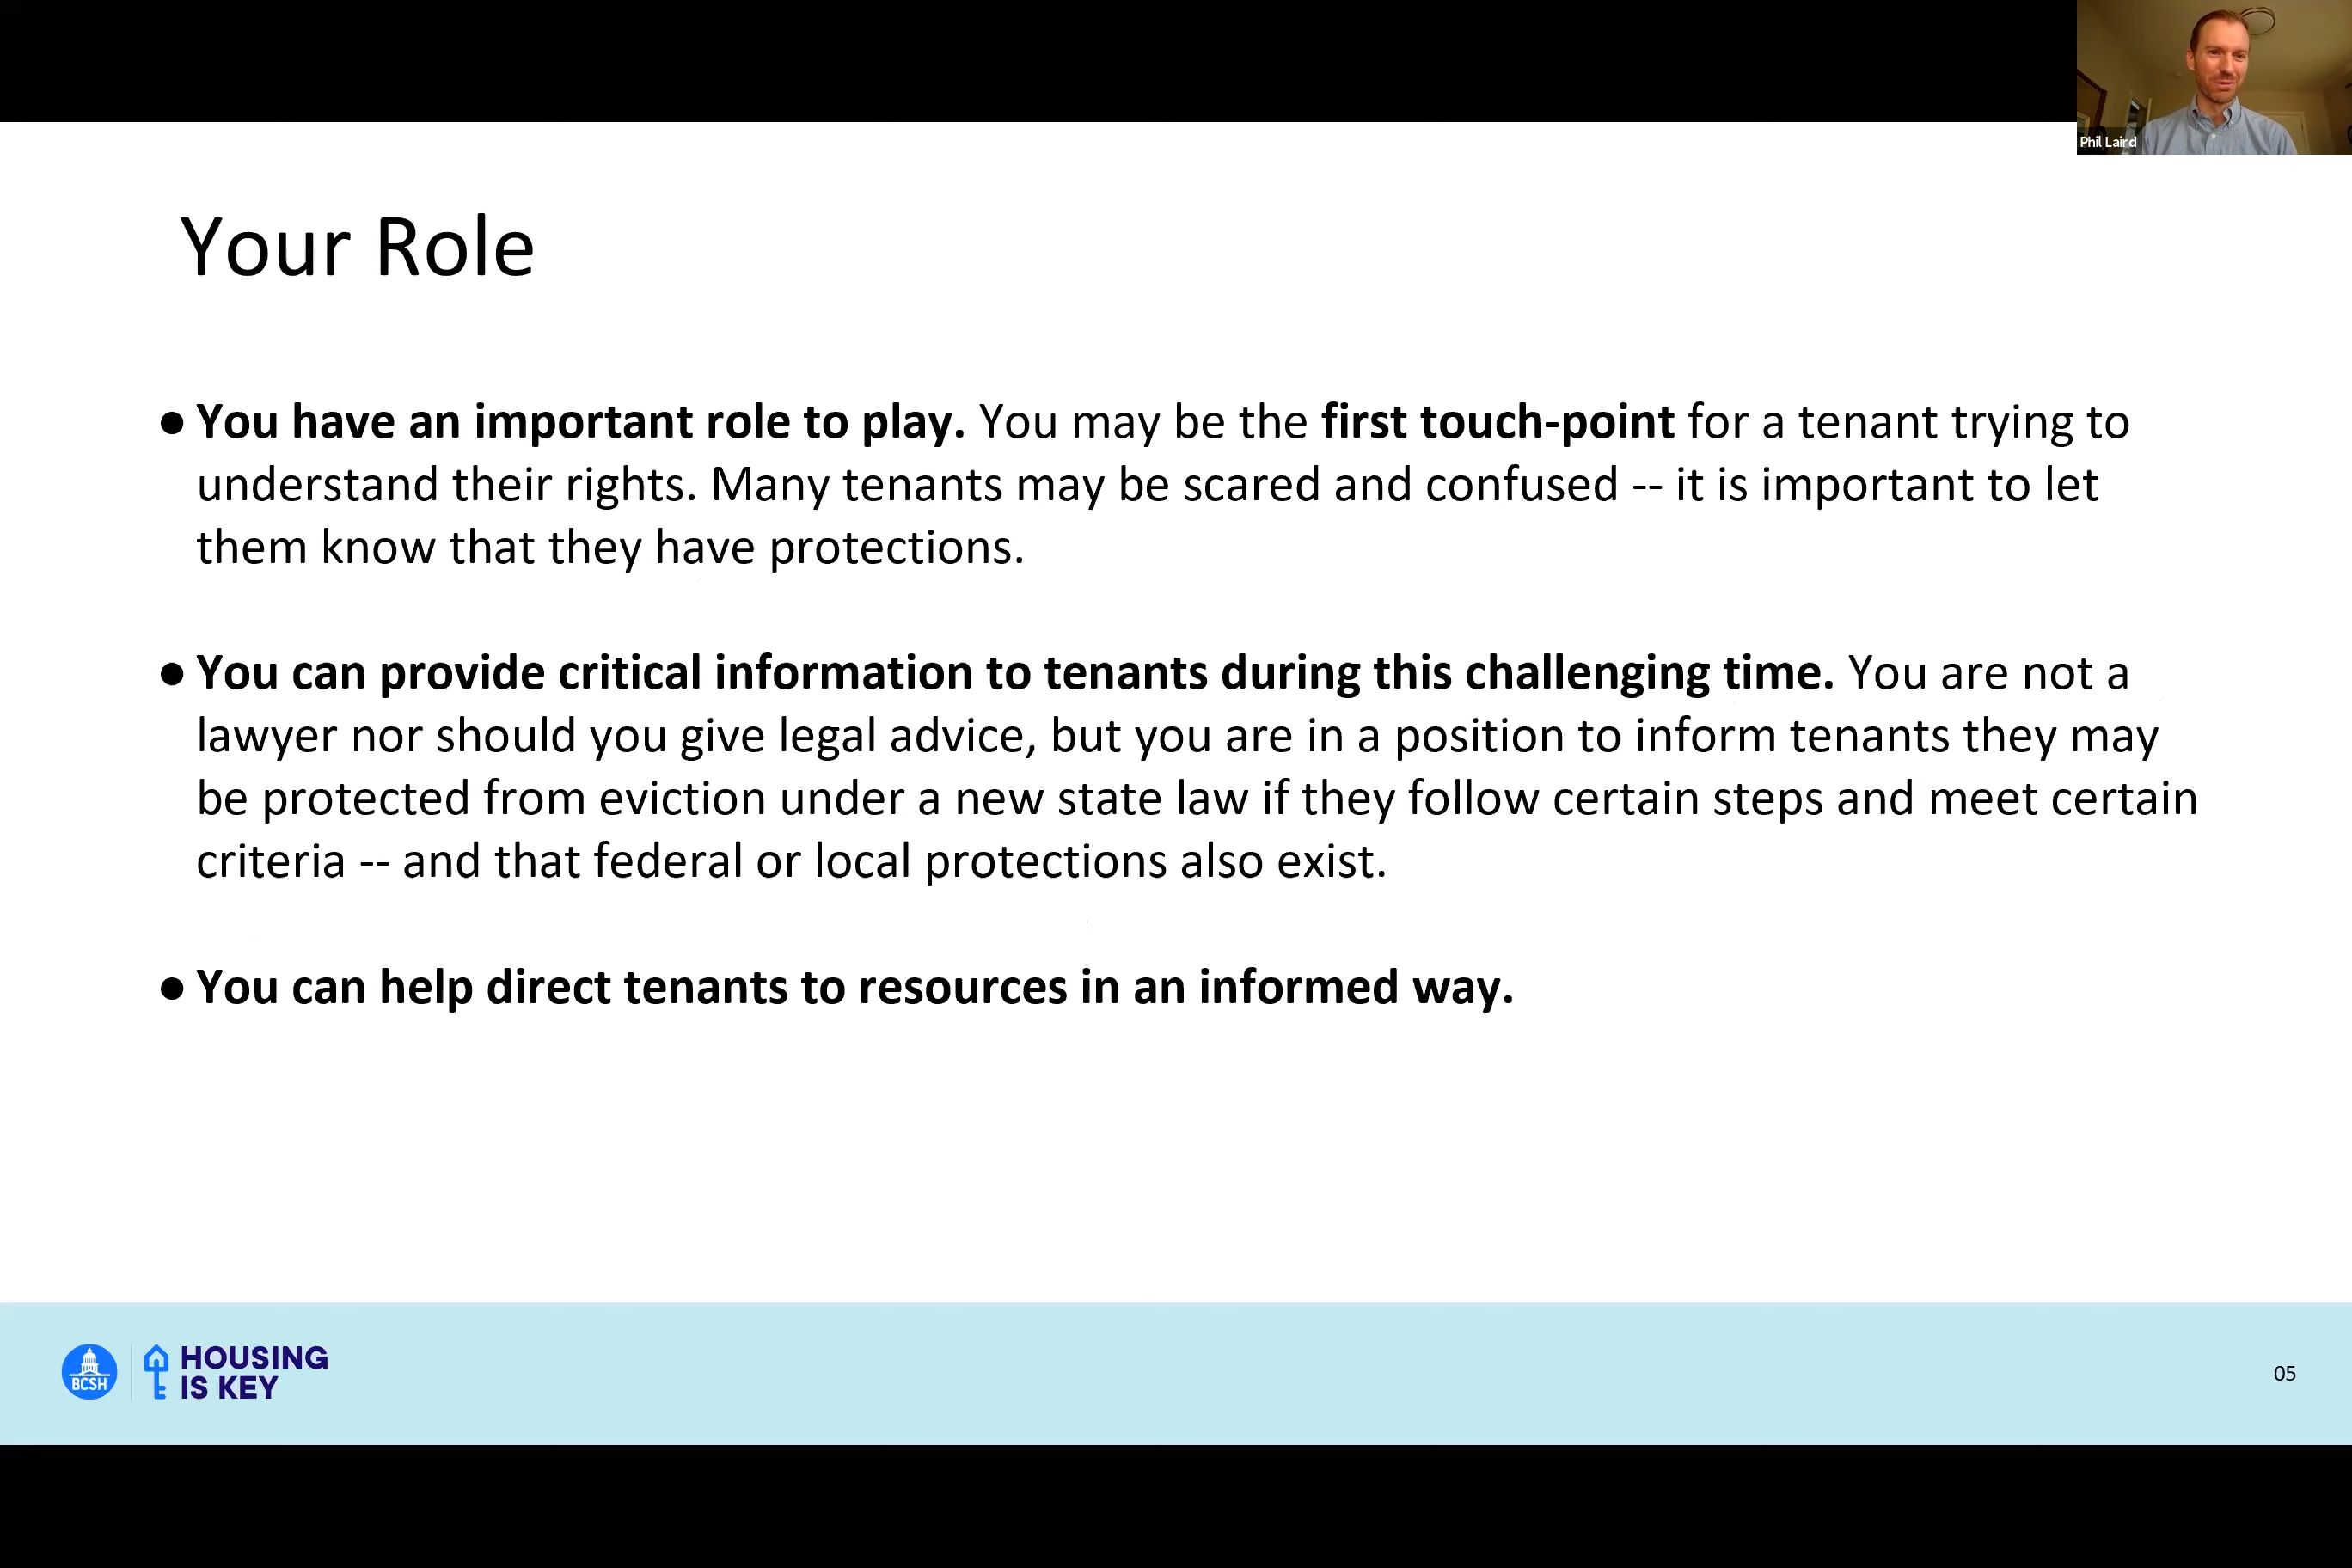 Phil Laird
Your Role
● You have an important role to play. You may be the first touch-point for a tenant trying to
understand their rights. Many tenants may be scared and confused -- it is important to let
them know that they have protections.
● You can provide critical information to tenants during this challenging time. You are not a
lawyer nor should you give legal advice, but you are in a position to inform tenants they may
be protected from eviction under a new state law if they follow certain steps and meet certain
criteria -- and that federal or local protections also exist.
● You can help direct tenants to resources in an informed way.
BCSH
HOUSING
IS KEY
05